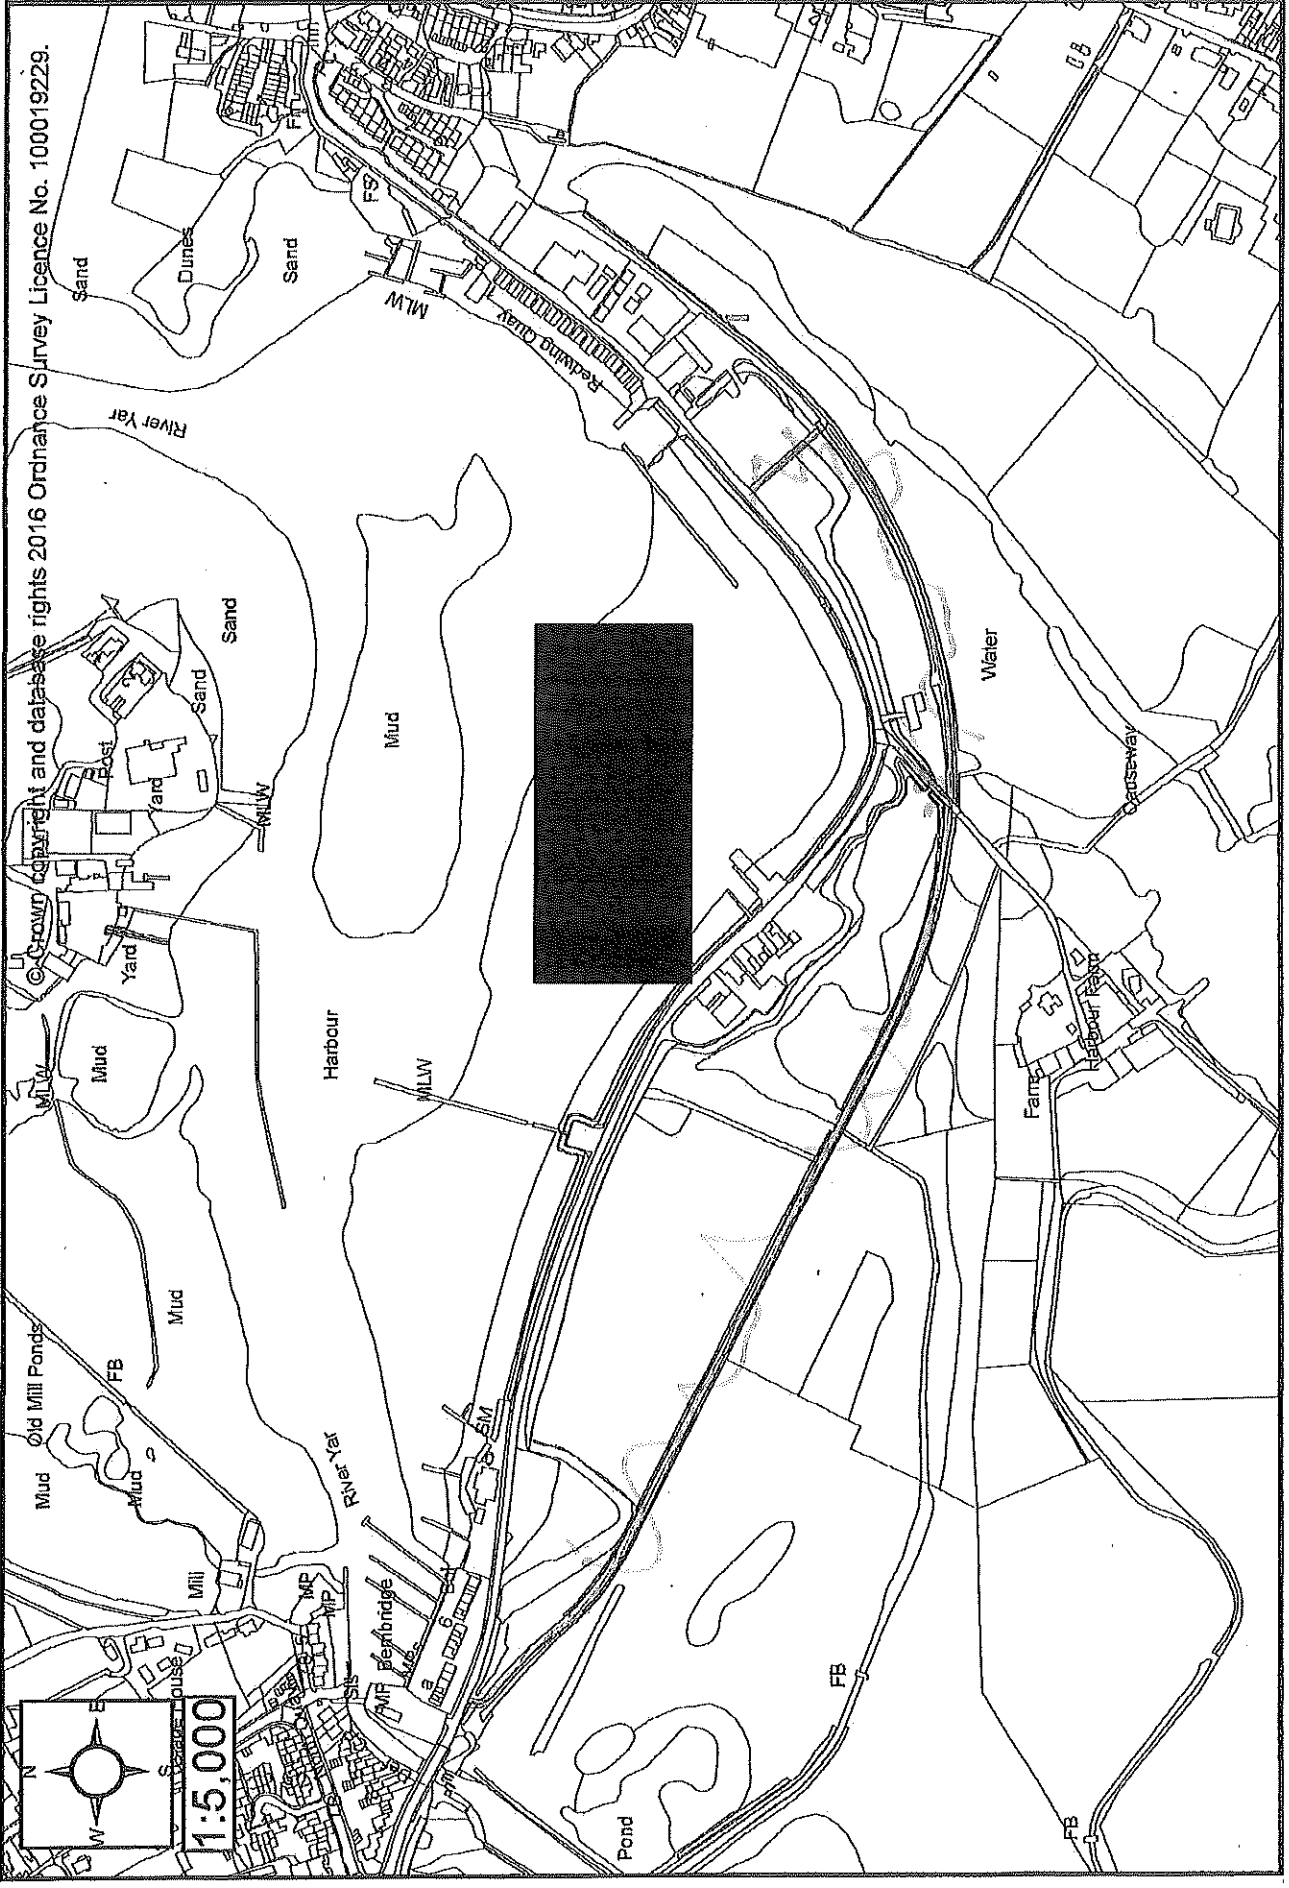 © Crown copyright and database rights 2016 Ordnance Survey Licence No. 100019229.
N
W
E
S
1:5,000
Old Mill Ponds
Mud
Mud
FB
Mud
MLW
Mud
Yard
Yard
Post
Sand
Sand
MLW
River Yar
Sand
Dunes
Sand
Mill
MP
MP
Sls
MP
Bembridge
River Yar
Harbour
MLW
Mud
MLW
FS
Redwing Quay
a
6
SM
Pond
FB
FB
Water
Causeway
Farm
Harbour Farm